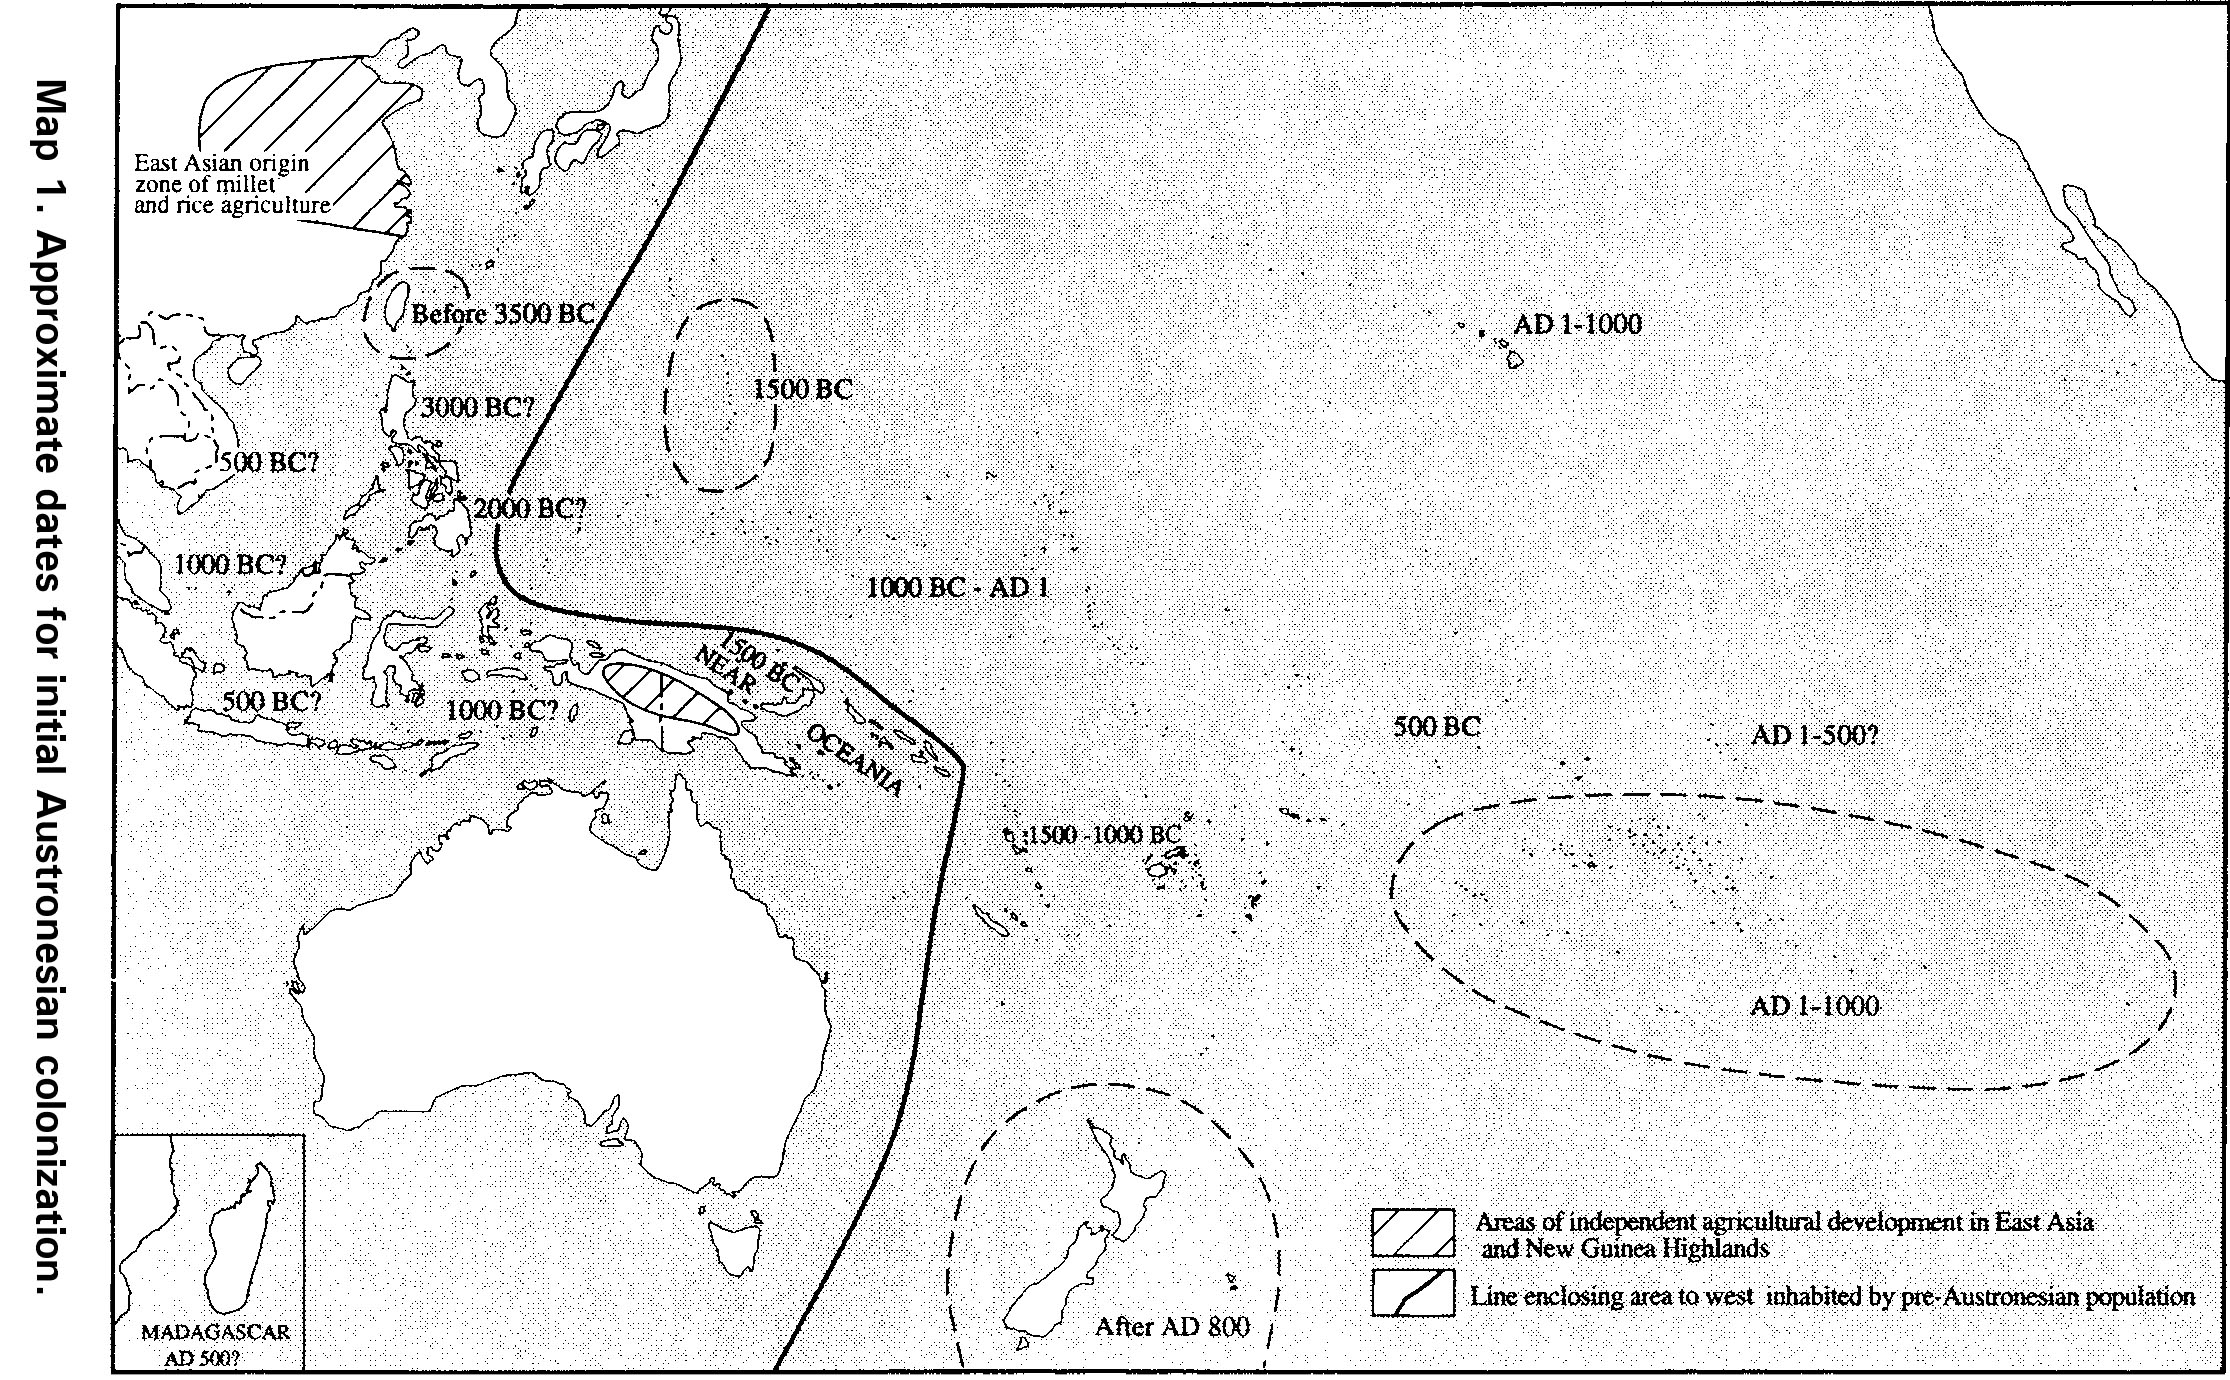 Map 1. Approximate dates for initial Austronesian colonization.
East Asian origin
zone of millet
and rice agriculture
Before 3500 BC
AD 1-1000
1500 BC
3000 BC?
500 BC?
2000 BC?
1000 BC?
1000 BC - AD 1
1500 BC
NEAR
OCEANIA
500 BC?
1000 BC?
500 BC
AD 1-500?
1500 -1000 BC
AD 1-1000
After AD 800
MADAGASCAR
AD 500?
Areas of independent agricultural development in East Asia
and New Guinea Highlands
Line enclosing area to west inhabited by pre-Austronesian population